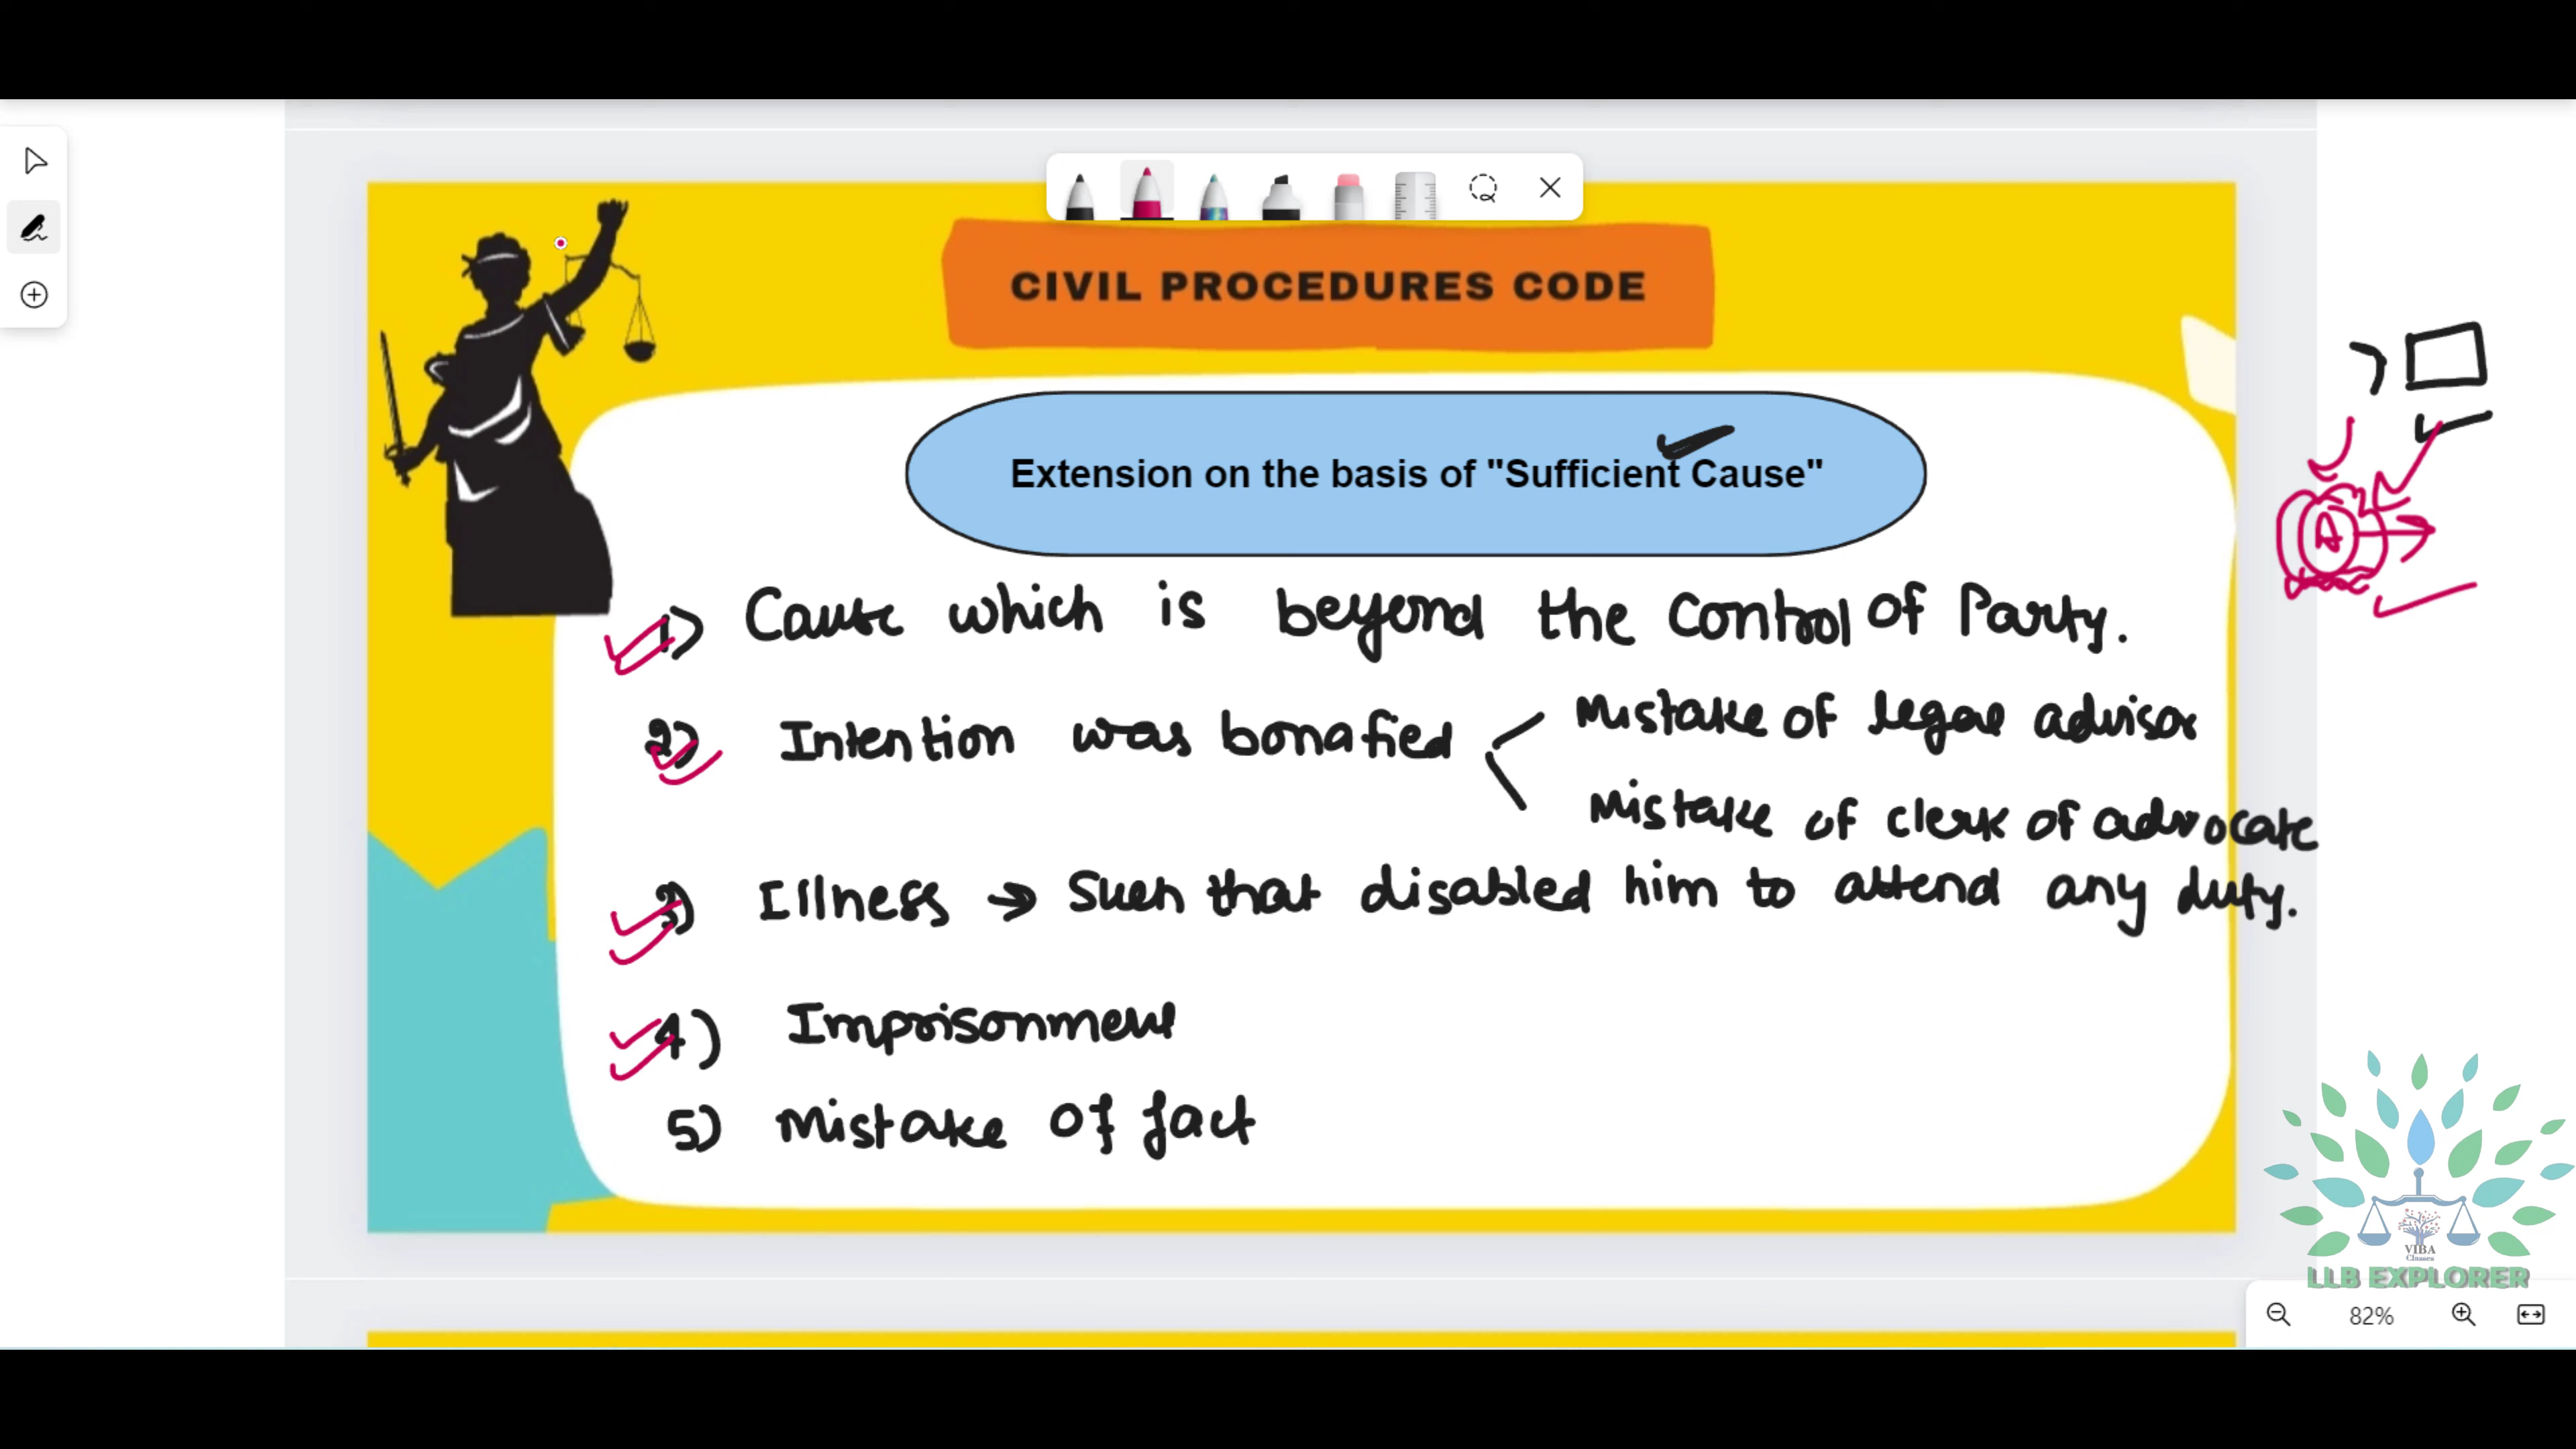 CIVIL PROCEDURES CODE
Extension on the basis of "Sufficient Cause"
1) Cause which is beyond the Control of Party.
2) Intention was bonafied
Mistake of legal advisor
Mistake of clerk of advocate
3) Illness → Such that disabled him to attend any duty.
4) Imprisonment
5) Mistake of fact
A
VIBA
Classes
LLB EXPLORER
82%